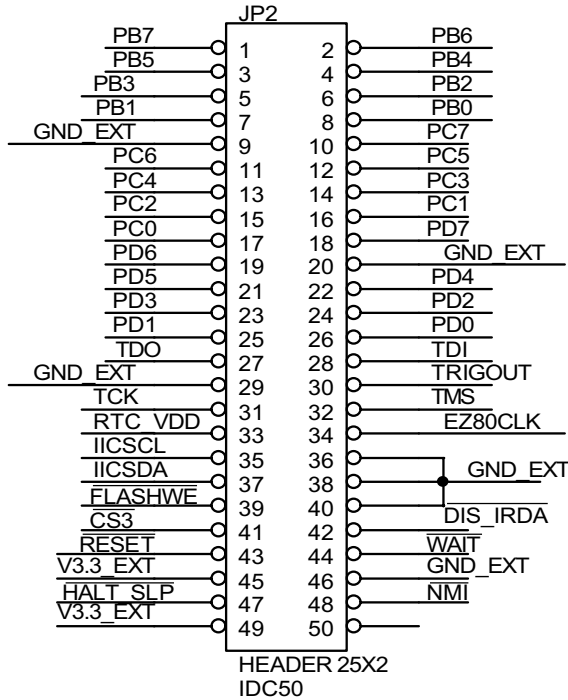 JP2
PB7 1 2 PB6
PB5 3 4 PB4
PB3 5 6 PB2
PB1 7 8 PB0
GND_EXT 9 10 PC7
PC6 11 12 PC5
PC4 13 14 PC3
PC2 15 16 PC1
PC0 17 18 PD7
PD6 19 20 GND_EXT
PD5 21 22 PD4
PD3 23 24 PD2
PD1 25 26 PD0
TDO 27 28 TDI
GND_EXT 29 30 TRIGOUT
TCK 31 32 TMS
RTC_VDD 33 34 EZ80CLK
IICSCL 35 36
IICSDA 37 38 GND_EXT
FLASHWE 39 40
CS3 41 42 DIS_IRDA
RESET 43 44 WAIT
V3.3_EXT 45 46 GND_EXT
HALT_SLP 47 48 NMI
V3.3_EXT 49 50
HEADER 25X2
IDC50